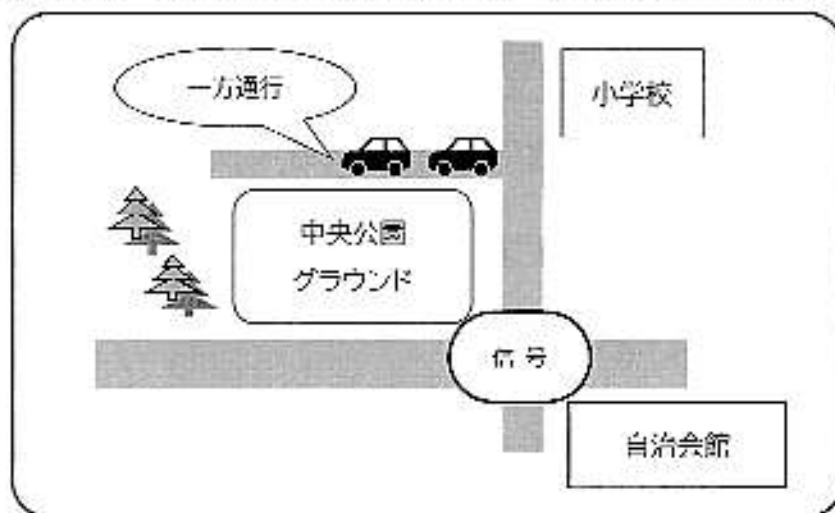 一方通行
小学校
中央公園
グラウンド
信号
自治会館